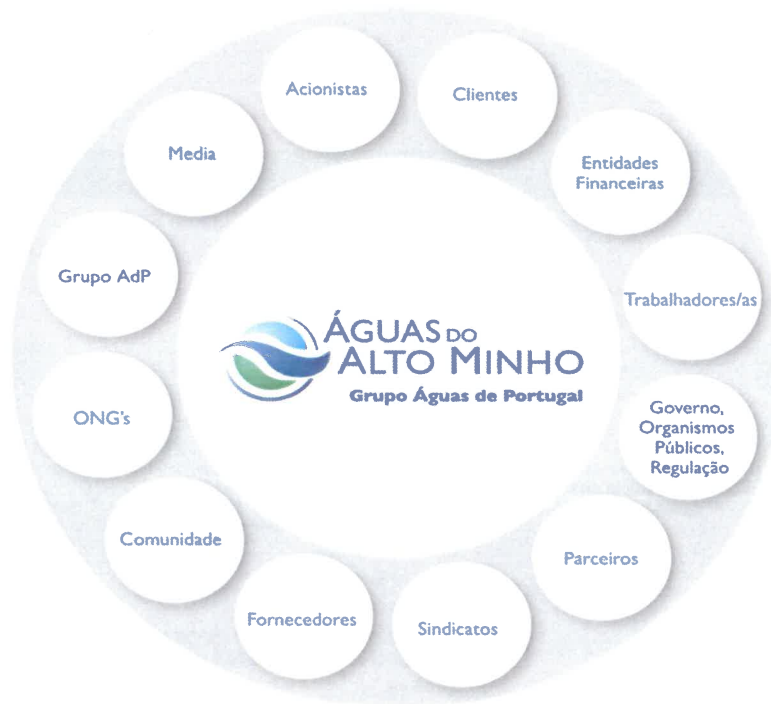 Acionistas
Clientes
Media
Entidades
Financeiras
Grupo AdP
Trabalhadores/as
ÁGUAS DO
ALTO MINHO
Grupo Águas de Portugal
ONG's
Governo,
Organismos
Públicos,
Regulação
Comunidade
Parceiros
Fornecedores
Sindicatos